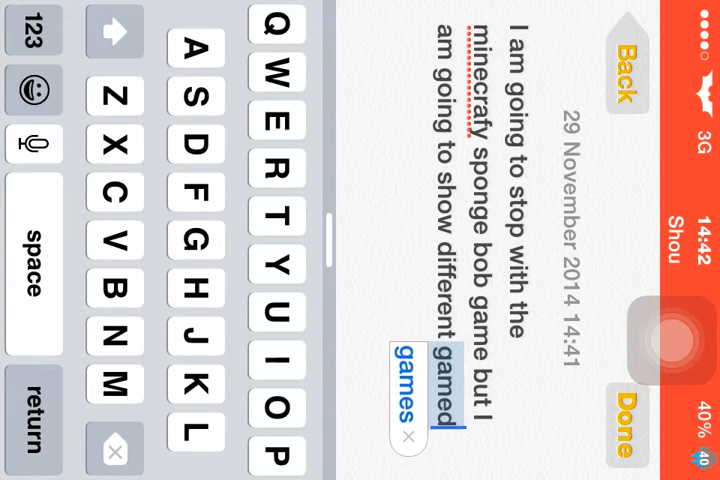 3G 14:42 40% 40
Shou
Back Done
29 November 2014 14:41
I am going to stop with the
minecrafy sponge bob game but I
am going to show different gamed
games ×
Q W E R T Y U I O P
A S D F G H J K L
Z X C V B N M
123 space return